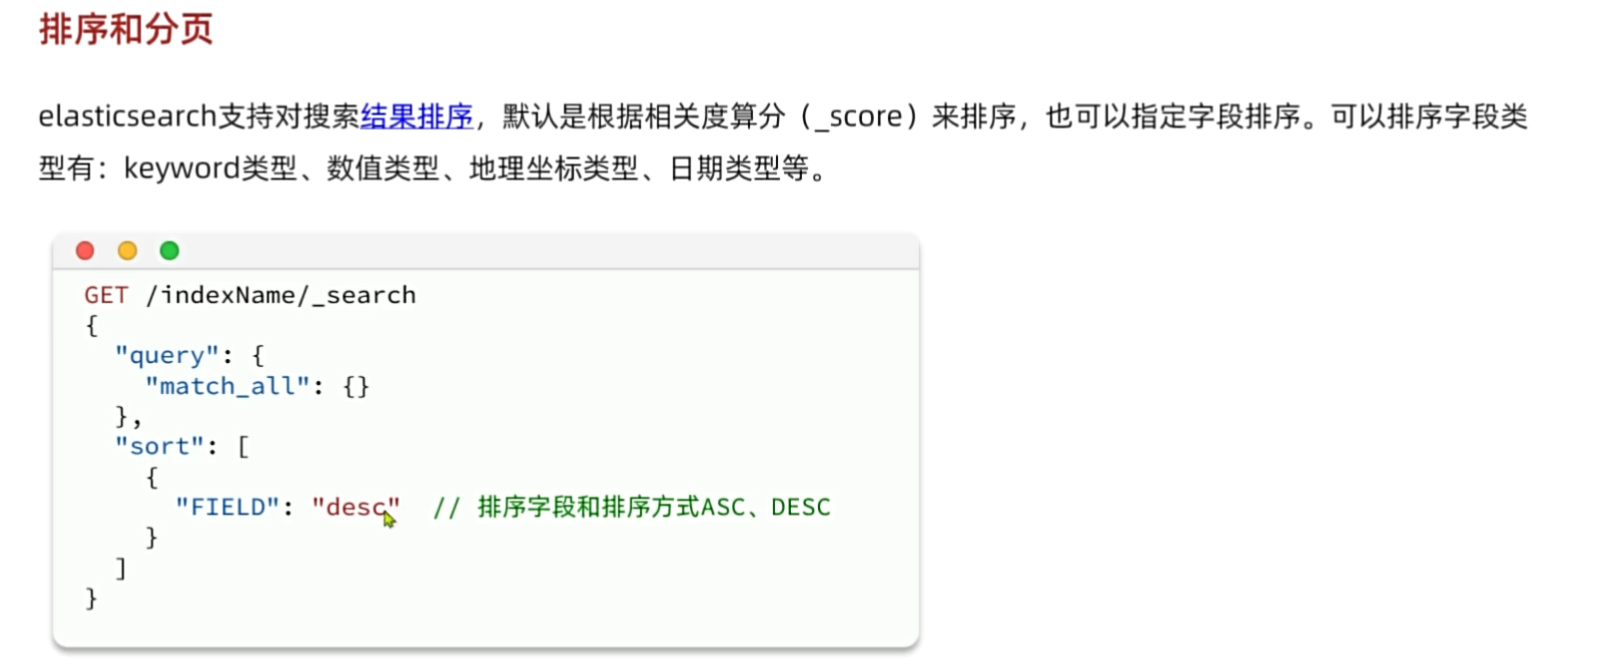 排序和分页
elasticsearch支持对搜索结果排序，默认是根据相关度算分（_score）来排序，也可以指定字段排序。可以排序字段类
型有：keyword类型、数值类型、地理坐标类型、日期类型等。
GET /indexName/_search
{
  "query": {
    "match_all": {}
  },
  "sort": [
    {
      "FIELD": "desc"  // 排序字段和排序方式ASC、DESC
    }
  ]
}